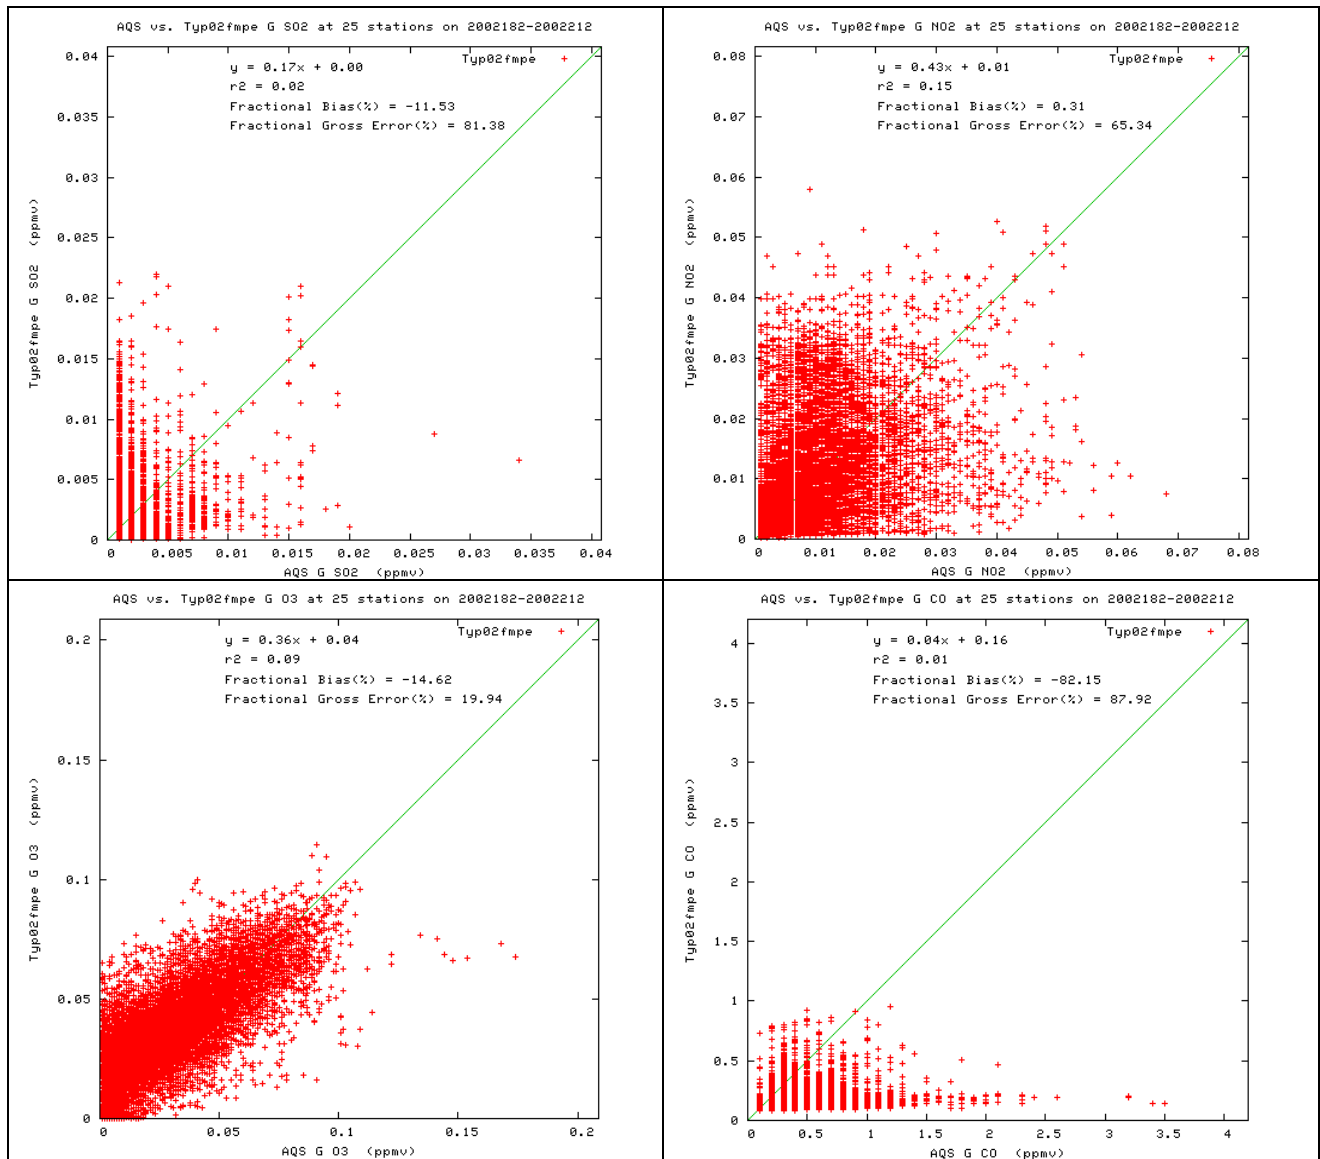 AQS vs. Typ02fmpe G SO2 at 25 stations on 2002182-2002212
Typ02fmpe
y = 0.17x + 0.00
r2 = 0.02
Fractional Bias(%) = -11.53
Fractional Gross Error(%) = 81.38
Typ02fmpe G SO2 (ppmv)
0.04
0.035
0.03
0.025
0.02
0.015
0.01
0.005
0
0 0.005 0.01 0.015 0.02 0.025 0.03 0.035 0.04
AQS G SO2 (ppmv)
AQS vs. Typ02fmpe G NO2 at 25 stations on 2002182-2002212
Typ02fmpe
y = 0.43x + 0.01
r2 = 0.15
Fractional Bias(%) = 0.31
Fractional Gross Error(%) = 65.34
Typ02fmpe G NO2 (ppmv)
0.08
0.07
0.06
0.05
0.04
0.03
0.02
0.01
0
0 0.01 0.02 0.03 0.04 0.05 0.06 0.07 0.08
AQS G NO2 (ppmv)
AQS vs. Typ02fmpe G O3 at 25 stations on 2002182-2002212
Typ02fmpe
y = 0.36x + 0.04
r2 = 0.09
Fractional Bias(%) = -14.62
Fractional Gross Error(%) = 19.94
Typ02fmpe G O3 (ppmv)
0.2
0.15
0.1
0.05
0
0 0.05 0.1 0.15 0.2
AQS G O3 (ppmv)
AQS vs. Typ02fmpe G CO at 25 stations on 2002182-2002212
Typ02fmpe
y = 0.04x + 0.16
r2 = 0.01
Fractional Bias(%) = -82.15
Fractional Gross Error(%) = 87.92
Typ02fmpe G CO (ppmv)
4
3.5
3
2.5
2
1.5
1
0.5
0
0 0.5 1 1.5 2 2.5 3 3.5 4
AQS G CO (ppmv)